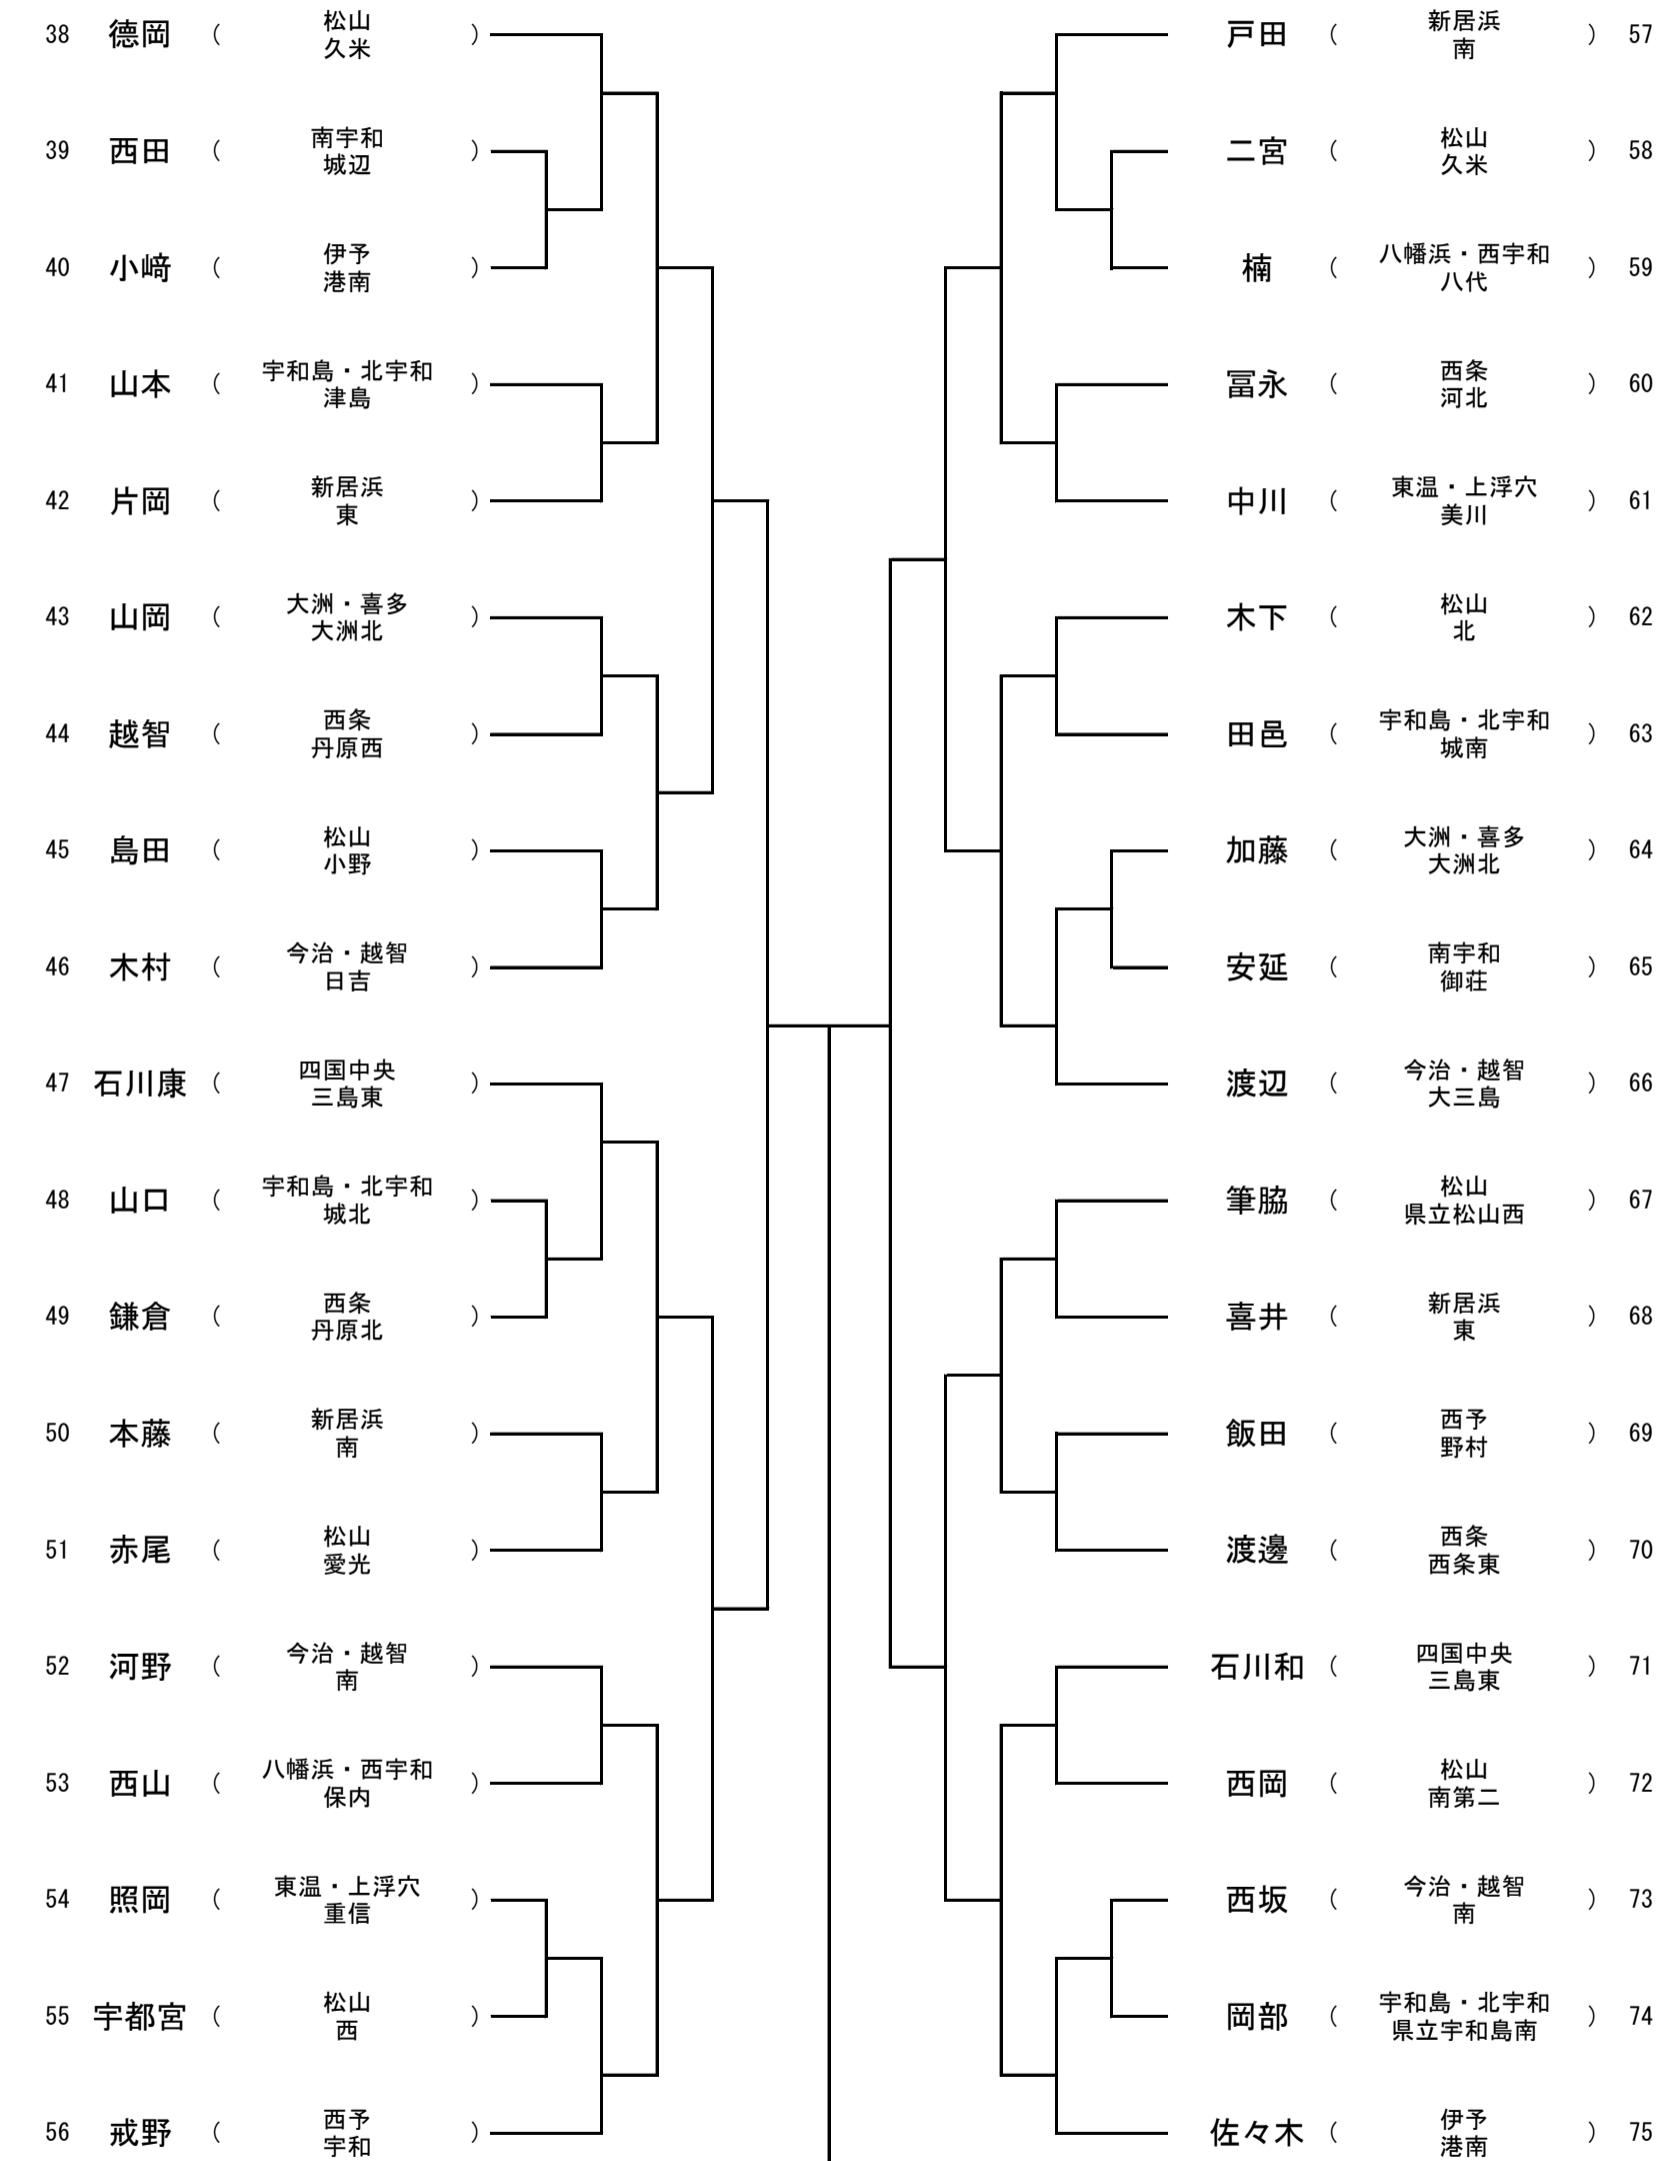 38 德岡 ( 松山 久米 )
39 西田 ( 南宇和 城辺 )
40 小﨑 ( 伊予 港南 )
41 山本 ( 宇和島・北宇和 津島 )
42 片岡 ( 新居浜 東 )
43 山岡 ( 大洲・喜多 大洲北 )
44 越智 ( 西条 丹原西 )
45 島田 ( 松山 小野 )
46 木村 ( 今治・越智 日吉 )
47 石川康 ( 四国中央 三島東 )
48 山口 ( 宇和島・北宇和 城北 )
49 鎌倉 ( 西条 丹原北 )
50 本藤 ( 新居浜 南 )
51 赤尾 ( 松山 愛光 )
52 河野 ( 今治・越智 南 )
53 西山 ( 八幡浜・西宇和 保内 )
54 照岡 ( 東温・上浮穴 重信 )
55 宇都宮 ( 松山 西 )
56 戒野 ( 西予 宇和 )
戸田 ( 新居浜 南 ) 57
二宮 ( 松山 久米 ) 58
楠 ( 八幡浜・西宇和 八代 ) 59
冨永 ( 西条 河北 ) 60
中川 ( 東温・上浮穴 美川 ) 61
木下 ( 松山 北 ) 62
田邑 ( 宇和島・北宇和 城南 ) 63
加藤 ( 大洲・喜多 大洲北 ) 64
安延 ( 南宇和 御荘 ) 65
渡辺 ( 今治・越智 大三島 ) 66
筆脇 ( 松山 県立松山西 ) 67
喜井 ( 新居浜 東 ) 68
飯田 ( 西予 野村 ) 69
渡邊 ( 西条 西条東 ) 70
石川和 ( 四国中央 三島東 ) 71
西岡 ( 松山 南第二 ) 72
西坂 ( 今治・越智 南 ) 73
岡部 ( 宇和島・北宇和 県立宇和島南 ) 74
佐々木 ( 伊予 港南 ) 75